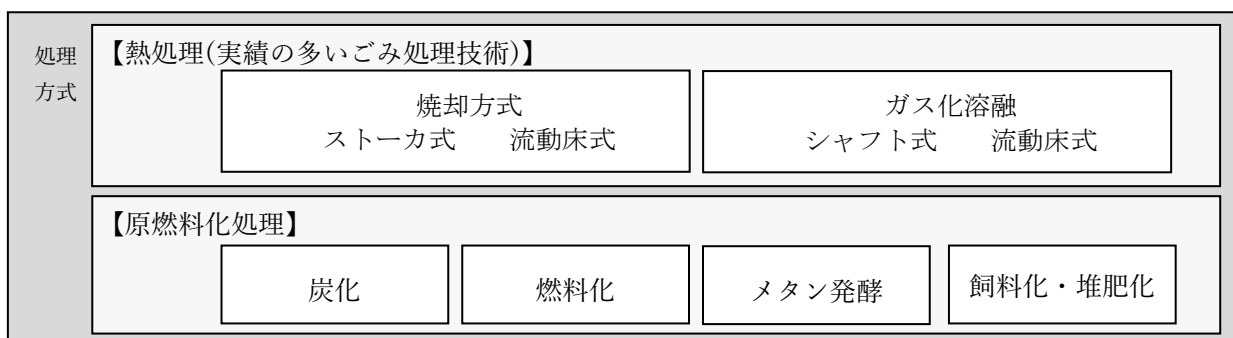 処理
方式
【熱処理(実績の多いごみ処理技術)】
焼却方式
ストーカ式　流動床式
ガス化溶融
シャフト式　流動床式
【原燃料化処理】
炭化
燃料化
メタン発酵
飼料化・堆肥化